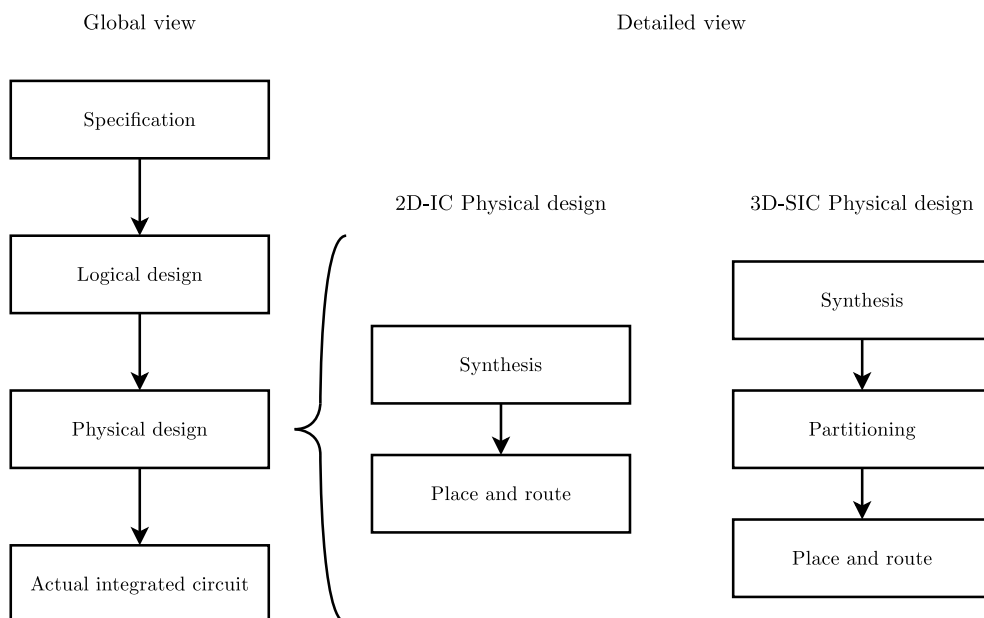 Global view
Detailed view
Specification
Logical design
Physical design
Actual integrated circuit
2D-IC Physical design
Synthesis
Place and route
3D-SIC Physical design
Synthesis
Partitioning
Place and route